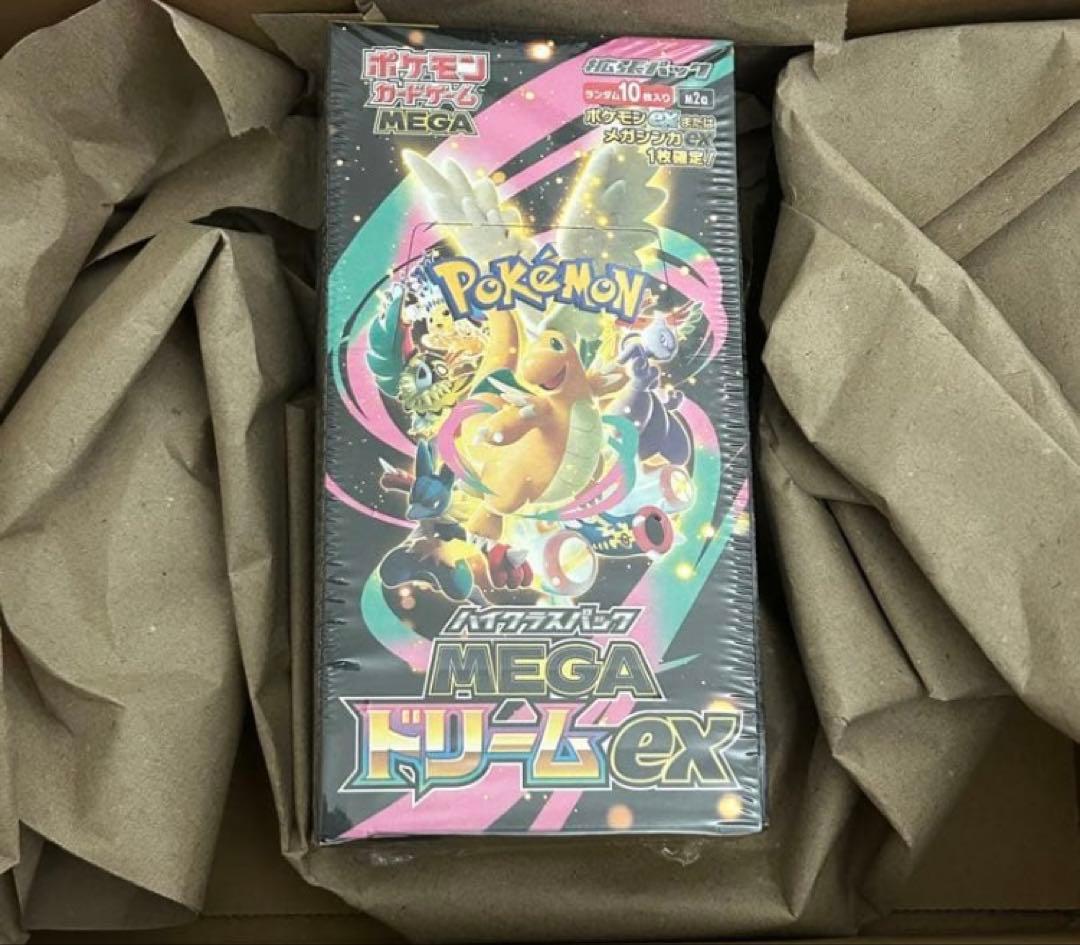 ポケモン
カードゲーム
MEGA
拡張パック
ランダム10枚入り M2a
ポケモンexまたは
メガシンカex
1枚確定!
POKéMON
ハイクラスパック
MEGA
ドリームex